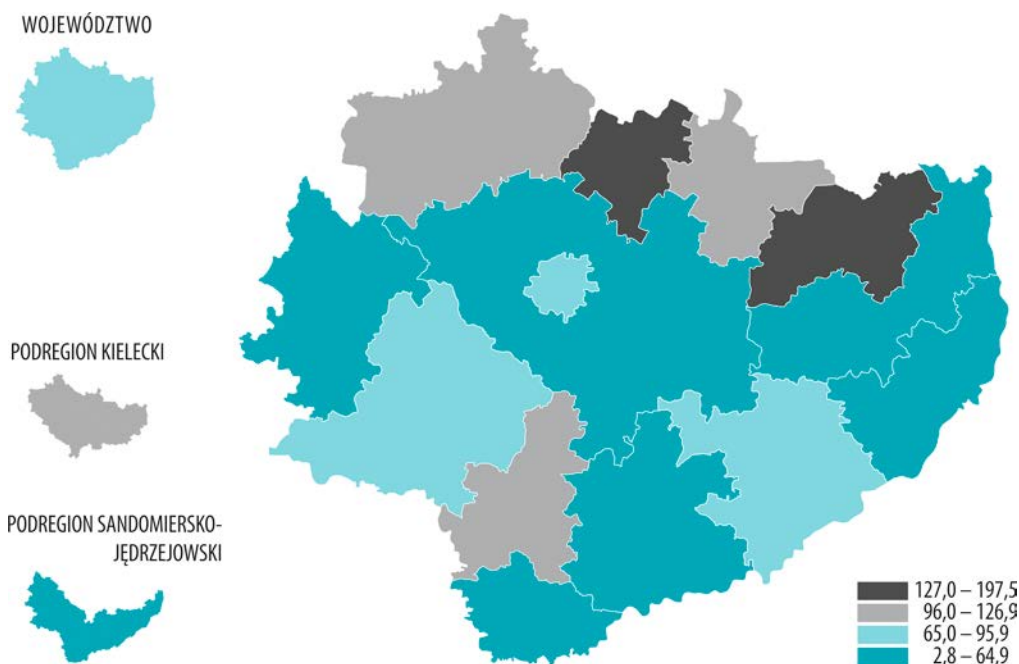 WOJEWÓDZTWO
PODREGION KIELECKI
PODREGION SANDOMIERSKO-
JĘDRZEJOWSKI
127,0 – 197,5
96,0 – 126,9
65,0 – 95,9
2,8 – 64,9